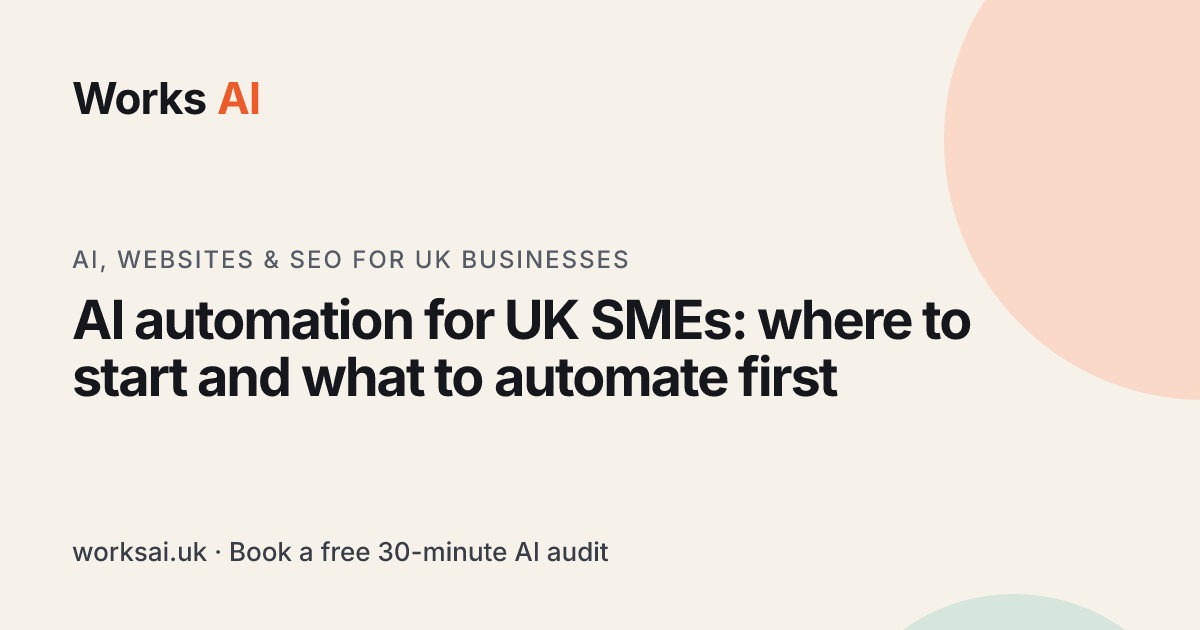 Works AI
AI, WEBSITES & SEO FOR UK BUSINESSES
AI automation for UK SMEs: where to
start and what to automate first
worksai.uk · Book a free 30-minute AI audit